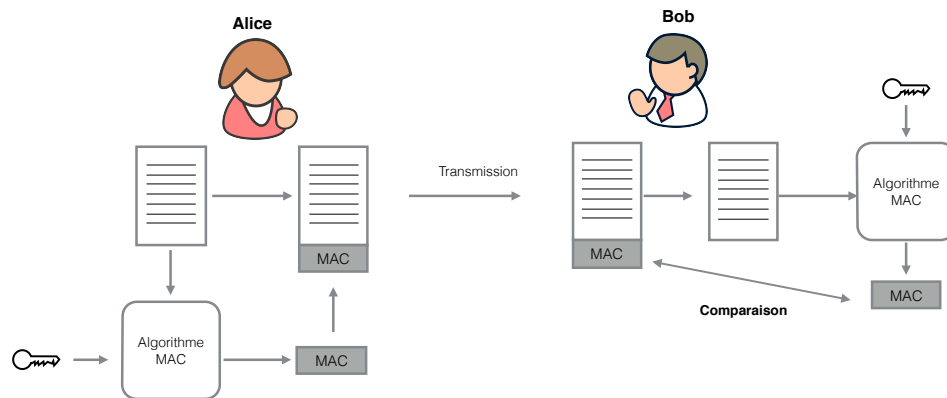 Alice
Bob
Transmission
Algorithme
MAC
MAC
MAC
MAC
Comparaison
Algorithme
MAC
MAC